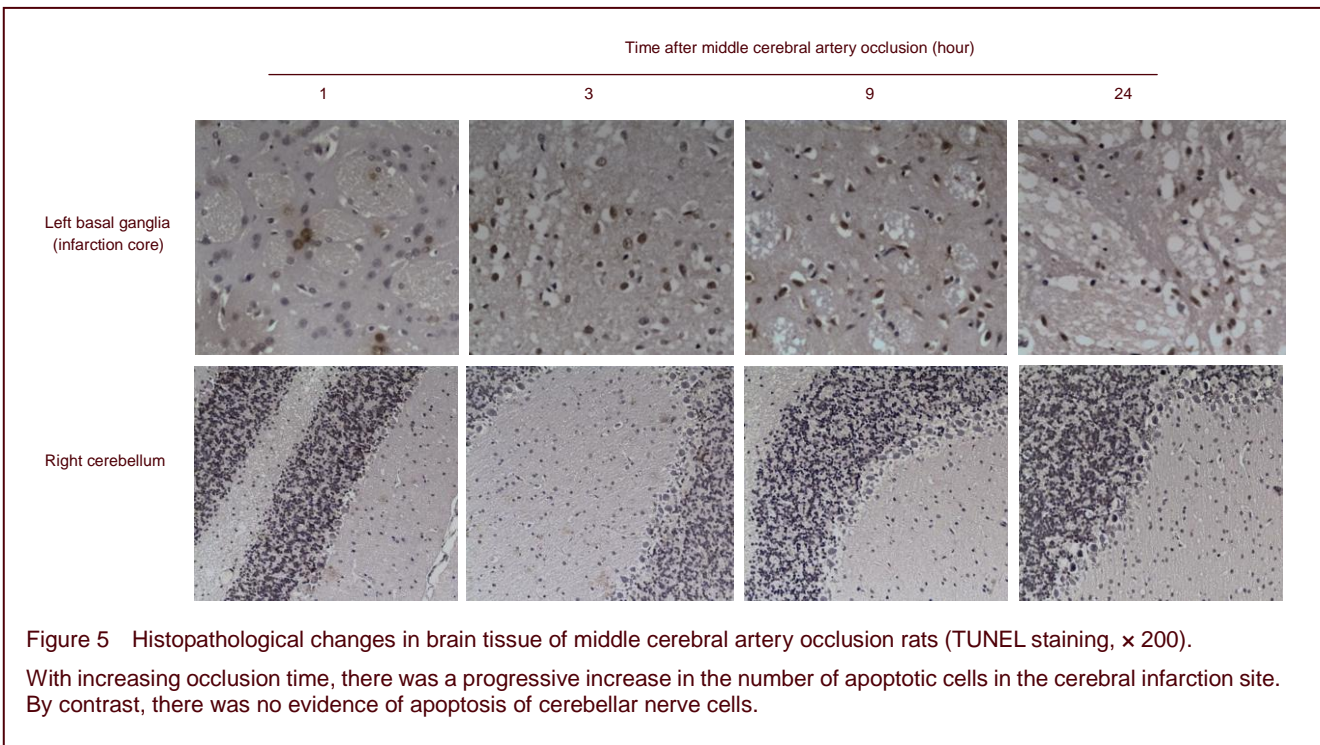 Time after middle cerebral artery occlusion (hour)
1 3 9 24
Left basal ganglia
(infarction core)
Right cerebellum
Figure 5 Histopathological changes in brain tissue of middle cerebral artery occlusion rats (TUNEL staining, × 200).
With increasing occlusion time, there was a progressive increase in the number of apoptotic cells in the cerebral infarction site.
By contrast, there was no evidence of apoptosis of cerebellar nerve cells.